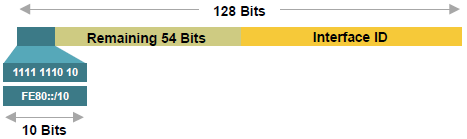 128 Bits
Remaining 54 Bits
Interface ID
1111 1110 10
FE80::/10
10 Bits